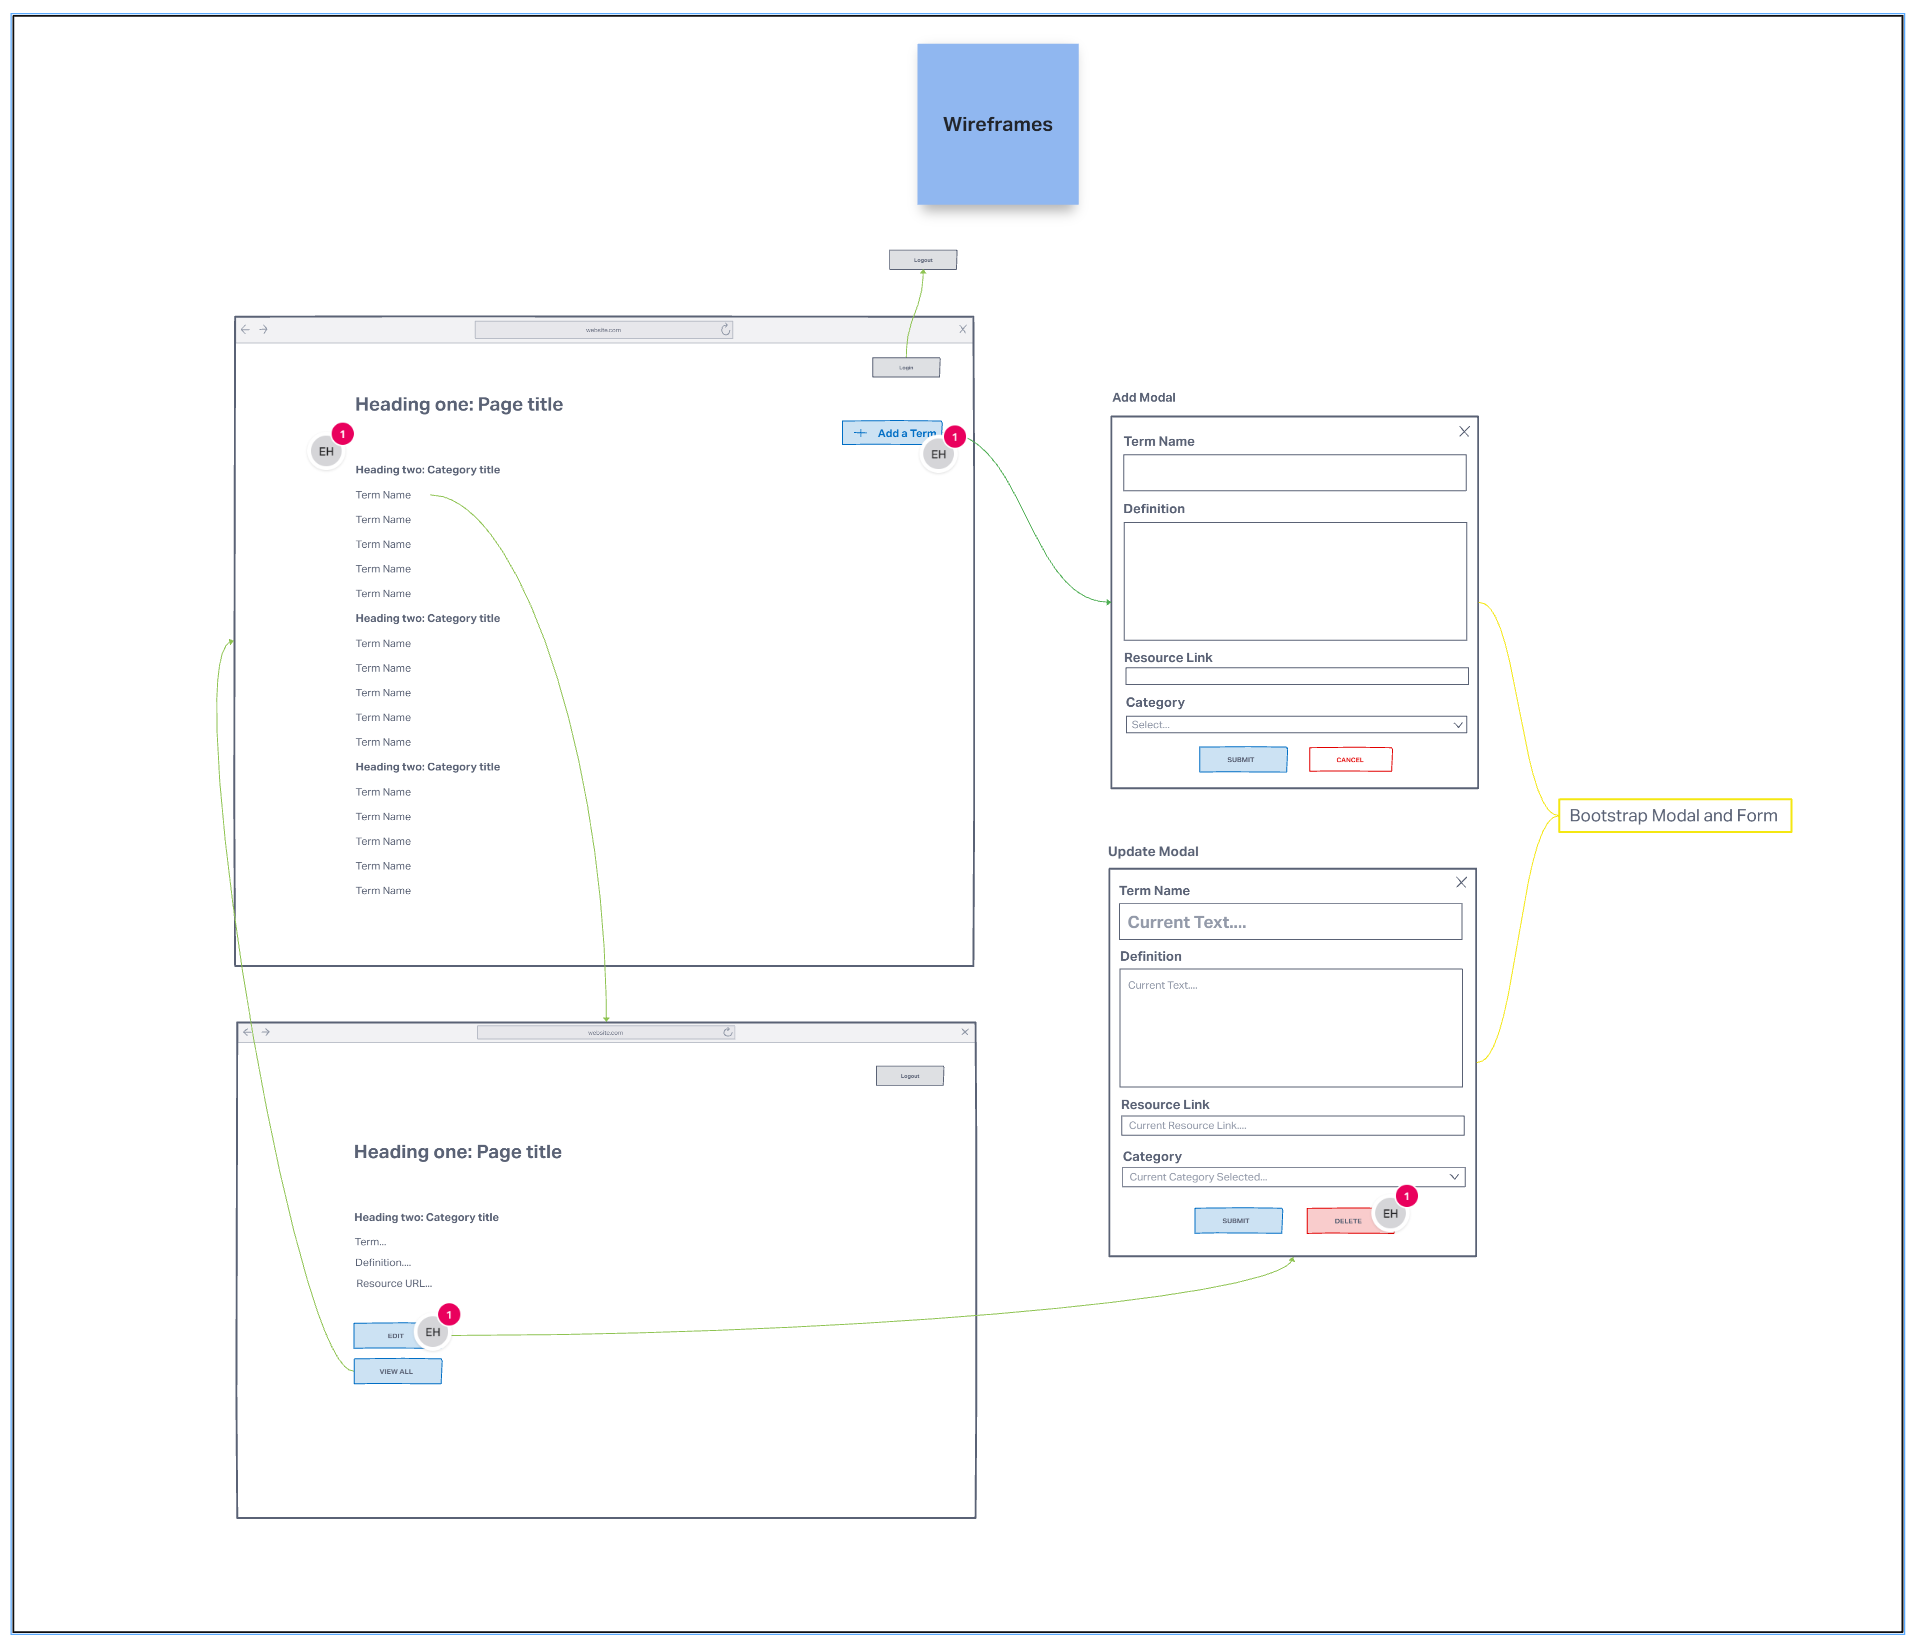 Wireframes
Logout
website.com
Login
Heading one: Page title
+ Add a Term
1
EH
1
EH
Heading two: Category title
Term Name
Term Name
Term Name
Term Name
Term Name
Heading two: Category title
Term Name
Term Name
Term Name
Term Name
Term Name
Heading two: Category title
Term Name
Term Name
Term Name
Term Name
Term Name
Add Modal
Term Name
Definition
Resource Link
Category
Select...
SUBMIT
CANCEL
Bootstrap Modal and Form
Update Modal
Term Name
Current Text....
Definition
Current Text....
Resource Link
Current Resource Link....
Category
Current Category Selected...
SUBMIT
DELETE
EH
1
website.com
Logout
Heading one: Page title
Heading two: Category title
Term...
Definition....
Resource URL...
EDIT
EH
1
VIEW ALL